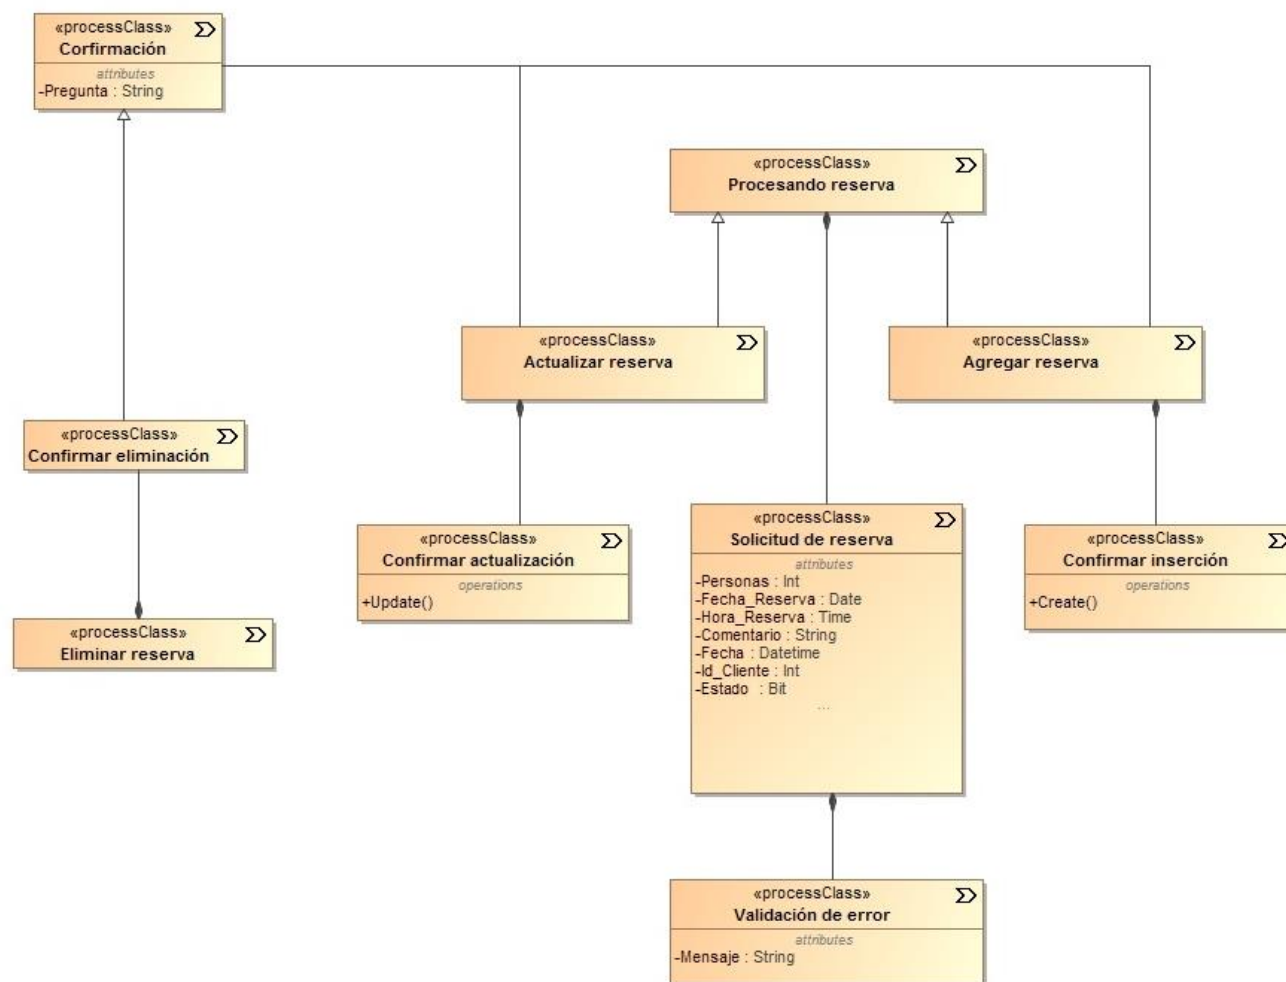 «processClass»
Corfirmación
attributes
-Pregunta : String
«processClass»
Procesando reserva
«processClass»
Actualizar reserva
«processClass»
Agregar reserva
«processClass»
Confirmar eliminación
«processClass»
Confirmar actualización
operations
+Update()
«processClass»
Solicitud de reserva
attributes
-Personas : Int
-Fecha_Reserva : Date
-Hora_Reserva : Time
-Comentario : String
-Fecha : Datetime
-Id_Cliente : Int
-Estado : Bit
...
«processClass»
Confirmar inserción
operations
+Create()
«processClass»
Eliminar reserva
«processClass»
Validación de error
attributes
-Mensaje : String